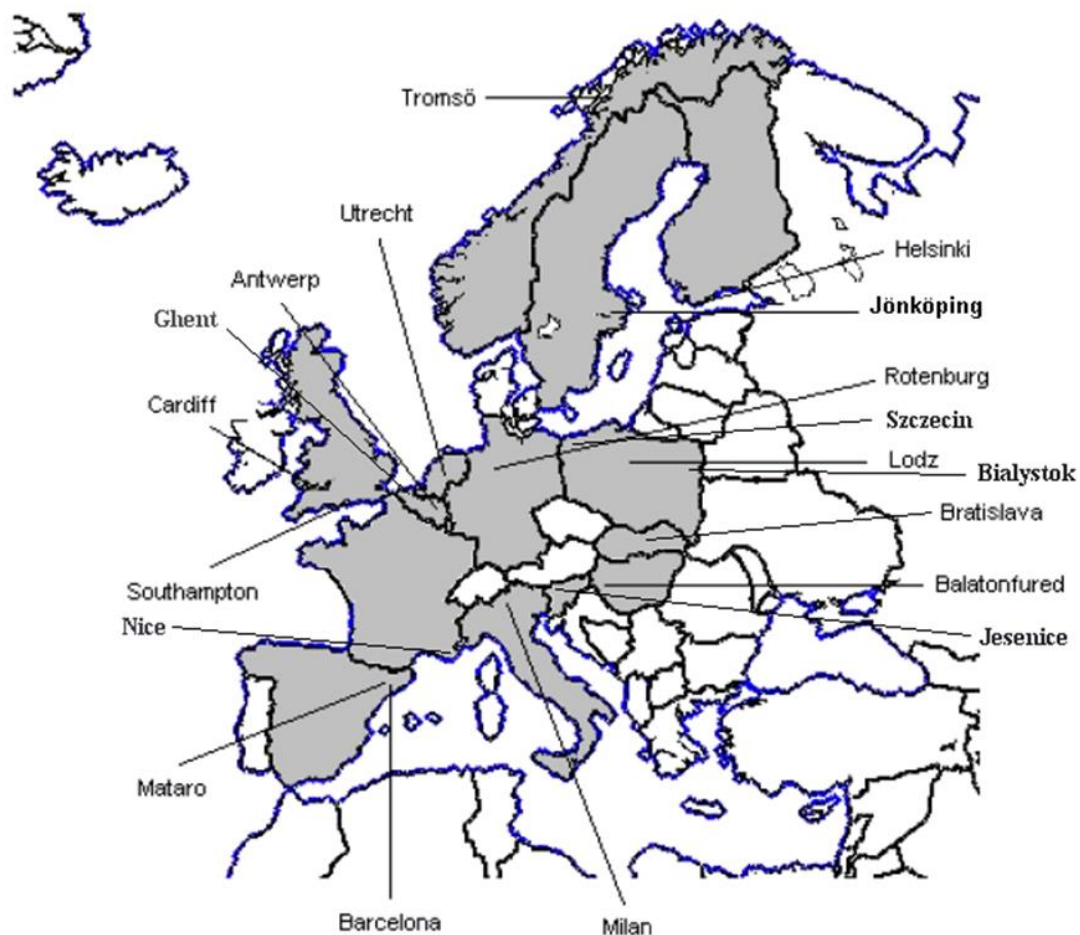 Tromsö
Utrecht
Helsinki
Antwerp
Jönköping
Ghent
Rotenburg
Cardiff
Szczecin
Lodz
Bialystok
Bratislava
Southampton
Balatonfured
Nice
Jesenice
Mataro
Barcelona
Milan